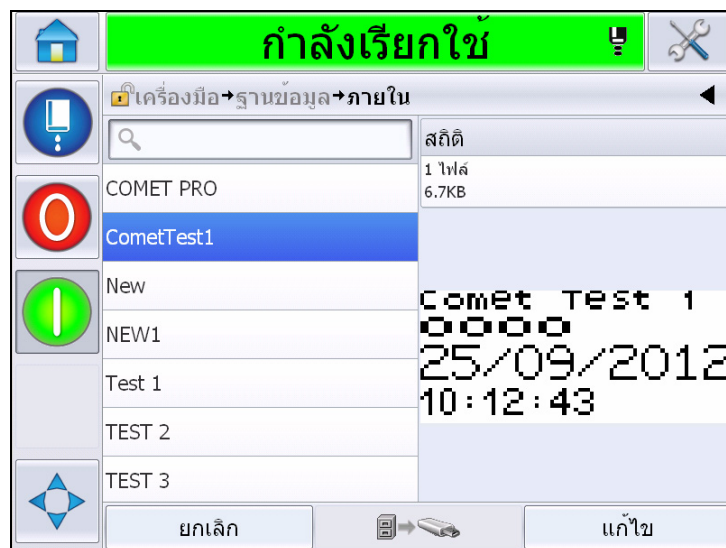 กำลังเรียกใช้
เครื่องมือ→ฐานข้อมูล→ภายใน
สถิติ
1 ไฟล์
6.7KB
COMET PRO
CometTest1
New
NEW1
Test 1
TEST 2
TEST 3
Comet Test 1
0000
25/09/2012
10:12:43
ยกเลิก
แก้ไข